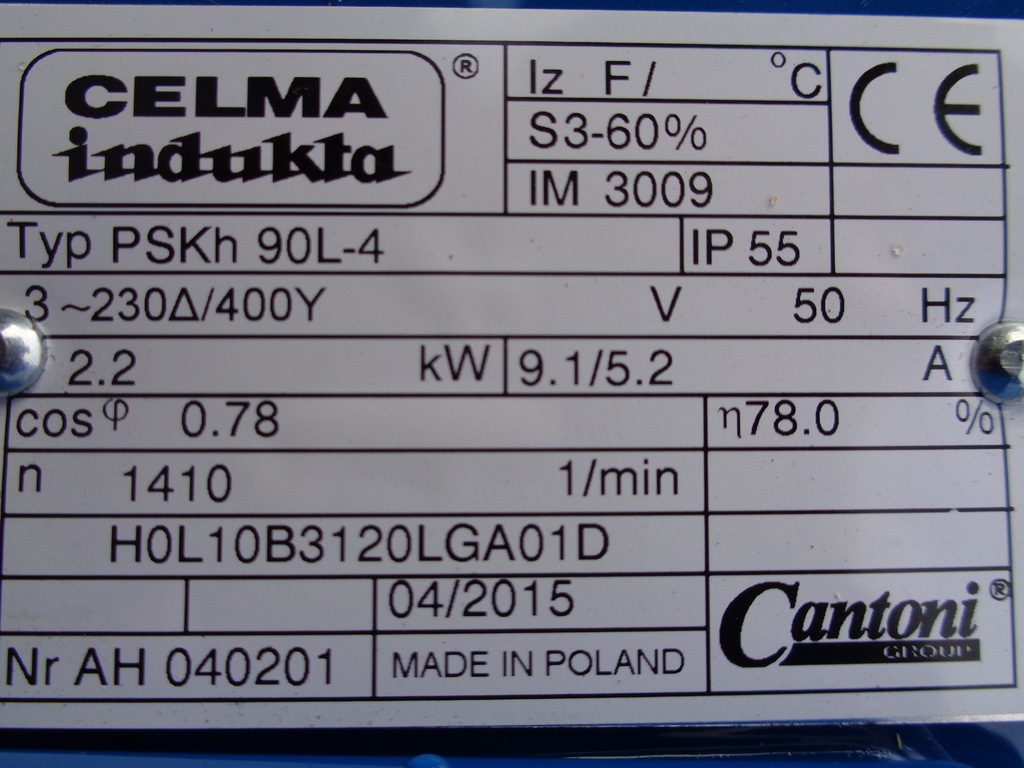 CELMA ®
indukta
Iz F/ °C
CE
S3-60%
IM 3009
Typ PSKh 90L-4 IP 55
3 ~230Δ/400Y V 50 Hz
2.2 kW 9.1/5.2 A
cos φ 0.78 η78.0 %
n 1410 1/min
H0L10B3120LGA01D
04/2015
Cantoni ®
GROUP
Nr AH 040201 MADE IN POLAND